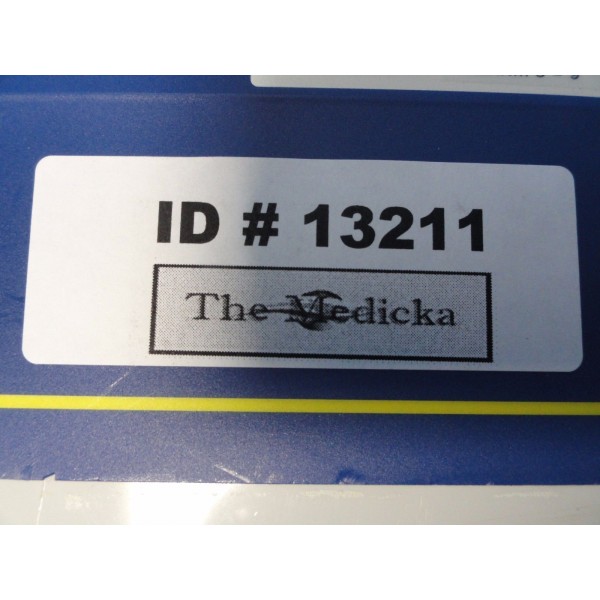 ID # 13211
The Medicka